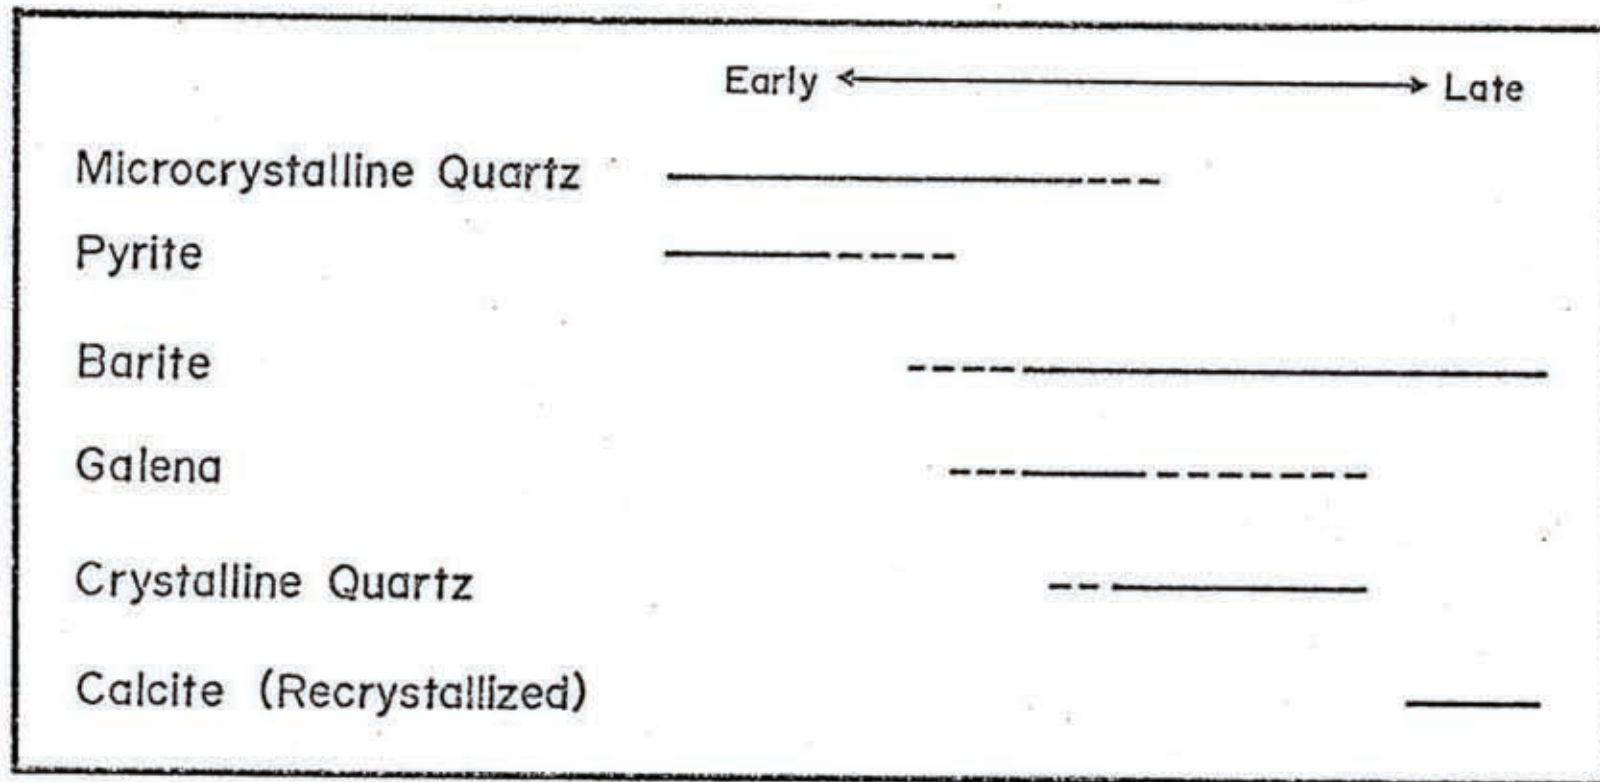 Early Late
Microcrystalline Quartz
Pyrite
Barite
Galena
Crystalline Quartz
Calcite (Recrystallized)